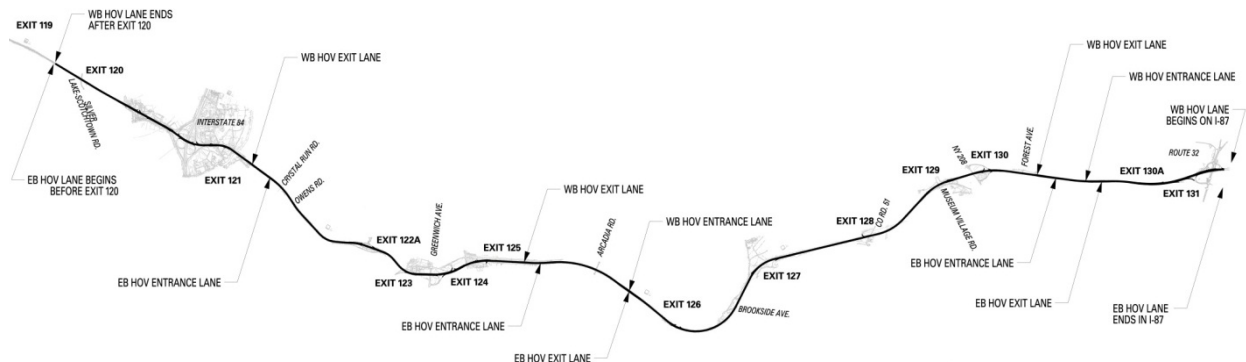 EXIT 119
WB HOV LANE ENDS
AFTER EXIT 120
EXIT 120
SILVER
LAKE-SCOTCHTOWN RD.
EB HOV LANE BEGINS
BEFORE EXIT 120
INTERSTATE 84
WB HOV EXIT LANE
EXIT 121
CRYSTAL RUN RD.
OWENS RD.
EB HOV ENTRANCE LANE
EXIT 122A
EXIT 123
GREENWICH AVE.
EXIT 124
EXIT 125
WB HOV EXIT LANE
EB HOV ENTRANCE LANE
ARCADIA RD.
WB HOV ENTRANCE LANE
EB HOV EXIT LANE
EXIT 126
BROOKSIDE AVE.
EXIT 127
EXIT 128
CO RD. 51
EXIT 129
MUSEUM VILLAGE RD.
NY 208
EXIT 130
FOREST AVE.
WB HOV EXIT LANE
WB HOV ENTRANCE LANE
EB HOV ENTRANCE LANE
EB HOV EXIT LANE
EXIT 130A
ROUTE 32
EXIT 131
WB HOV LANE
BEGINS ON I-87
EB HOV LANE
ENDS IN I-87